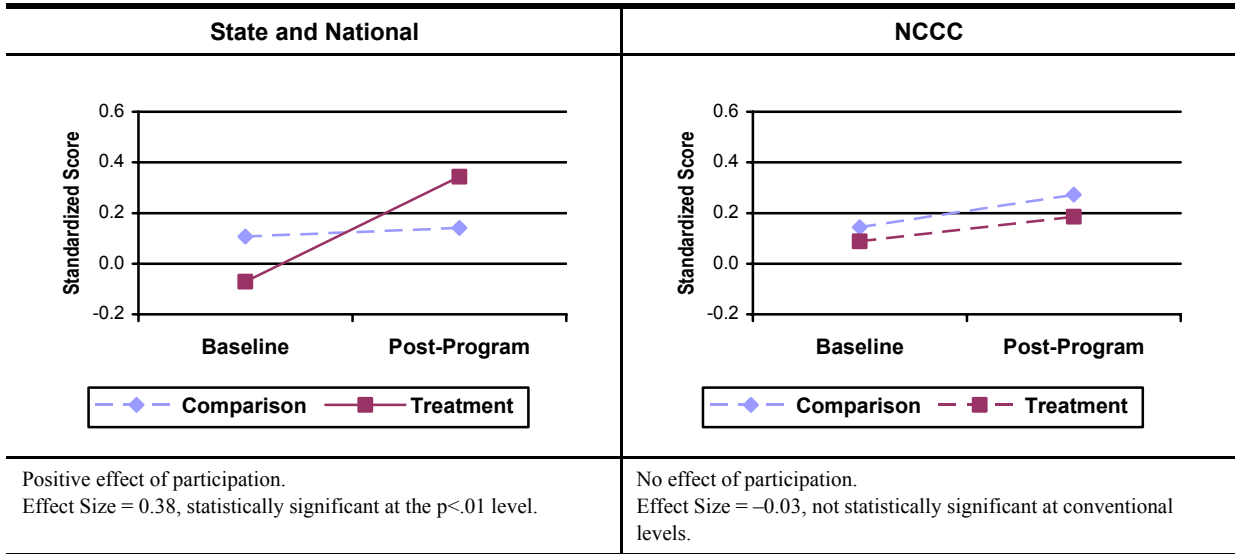 State and National
NCCC
Standardized Score
0.6
0.4
0.2
0.0
-0.2
Baseline Post-Program
Comparison Treatment
Standardized Score
0.6
0.4
0.2
0.0
-0.2
Baseline Post-Program
Comparison Treatment
Positive effect of participation.
Effect Size = 0.38, statistically significant at the p<.01 level.
No effect of participation.
Effect Size = –0.03, not statistically significant at conventional
levels.